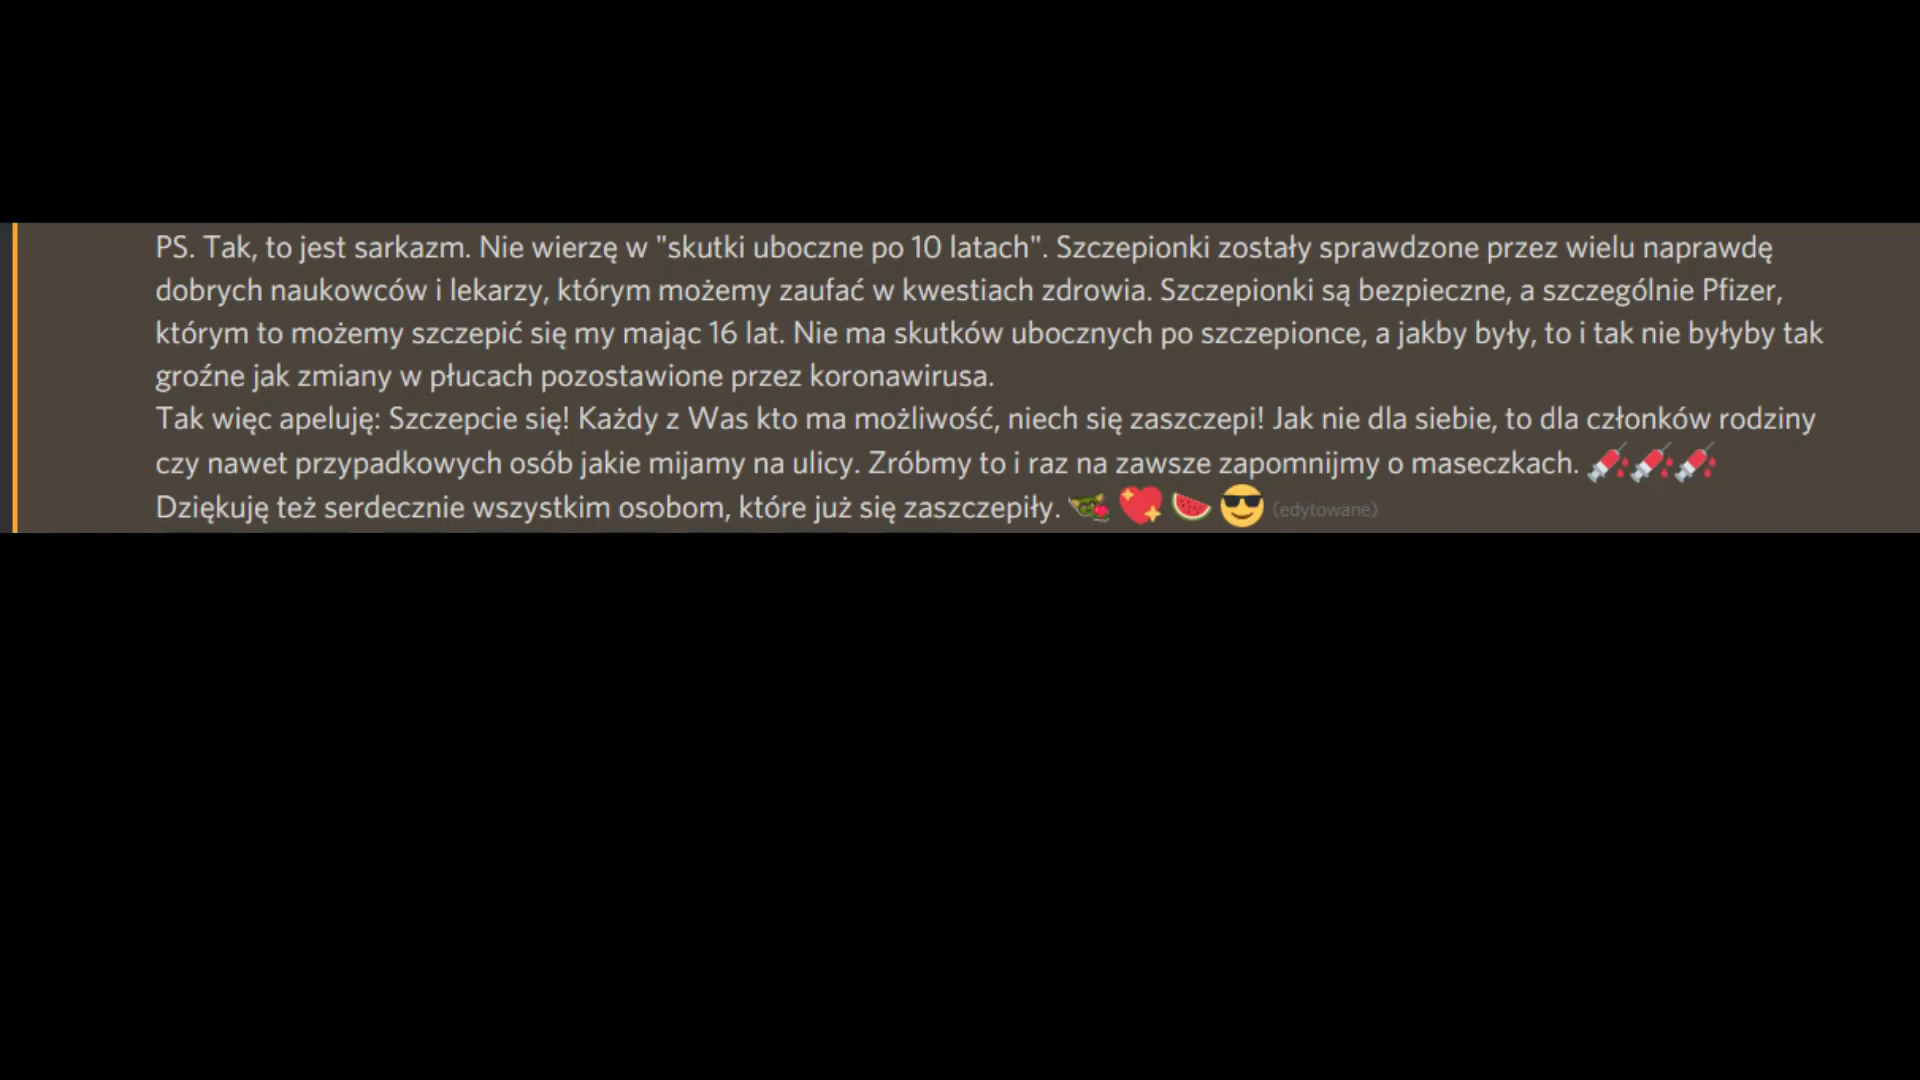 PS. Tak, to jest sarkazm. Nie wierzę w "skutki uboczne po 10 latach". Szczepionki zostały sprawdzone przez wielu naprawdę
dobrych naukowców i lekarzy, którym możemy zaufać w kwestiach zdrowia. Szczepionki są bezpieczne, a szczególnie Pfizer,
którym to możemy szczepić się my mając 16 lat. Nie ma skutków ubocznych po szczepionce, a jakby były, to i tak nie byłyby tak
groźne jak zmiany w płucach pozostawione przez koronawirusa.
Tak więc apeluję: Szczepcie się! Każdy z Was kto ma możliwość, niech się zaszczepi! Jak nie dla siebie, to dla członków rodziny
czy nawet przypadkowych osób jakie mijamy na ulicy. Zróbmy to i raz na zawsze zapomnijmy o maseczkach. 💉💉💉
Dziękuję też serdecznie wszystkim osobom, które już się zaszczepiły. 💖 🍉 😎 (edytowane)